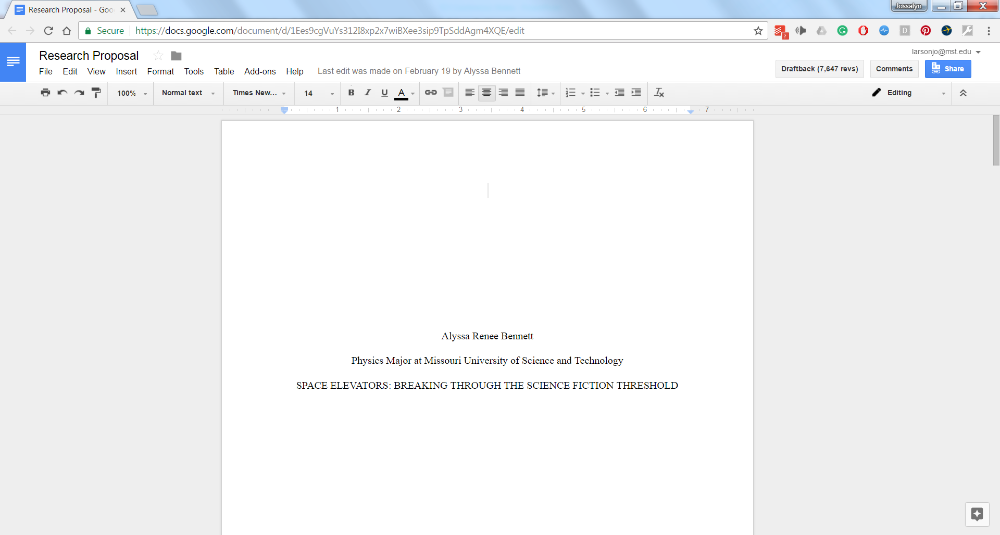 Research Proposal - Goo
Jossalyn
Secure
https://docs.google.com/document/d/1Ees9cgVuYs312I8xp2x7wiBXee3sip9TpSddAgm4XQE/edit
?
D
larsonjo@mst.edu
Research Proposal
File Edit View Insert Format Tools Table Add-ons Help Last edit was made on February 19 by Alyssa Bennett
Draftback (7,647 revs) Comments Share
100% Normal text Times New... 14 B I U A Editing
1 2 3 4 5 6 7
Alyssa Renee Bennett
Physics Major at Missouri University of Science and Technology
SPACE ELEVATORS: BREAKING THROUGH THE SCIENCE FICTION THRESHOLD